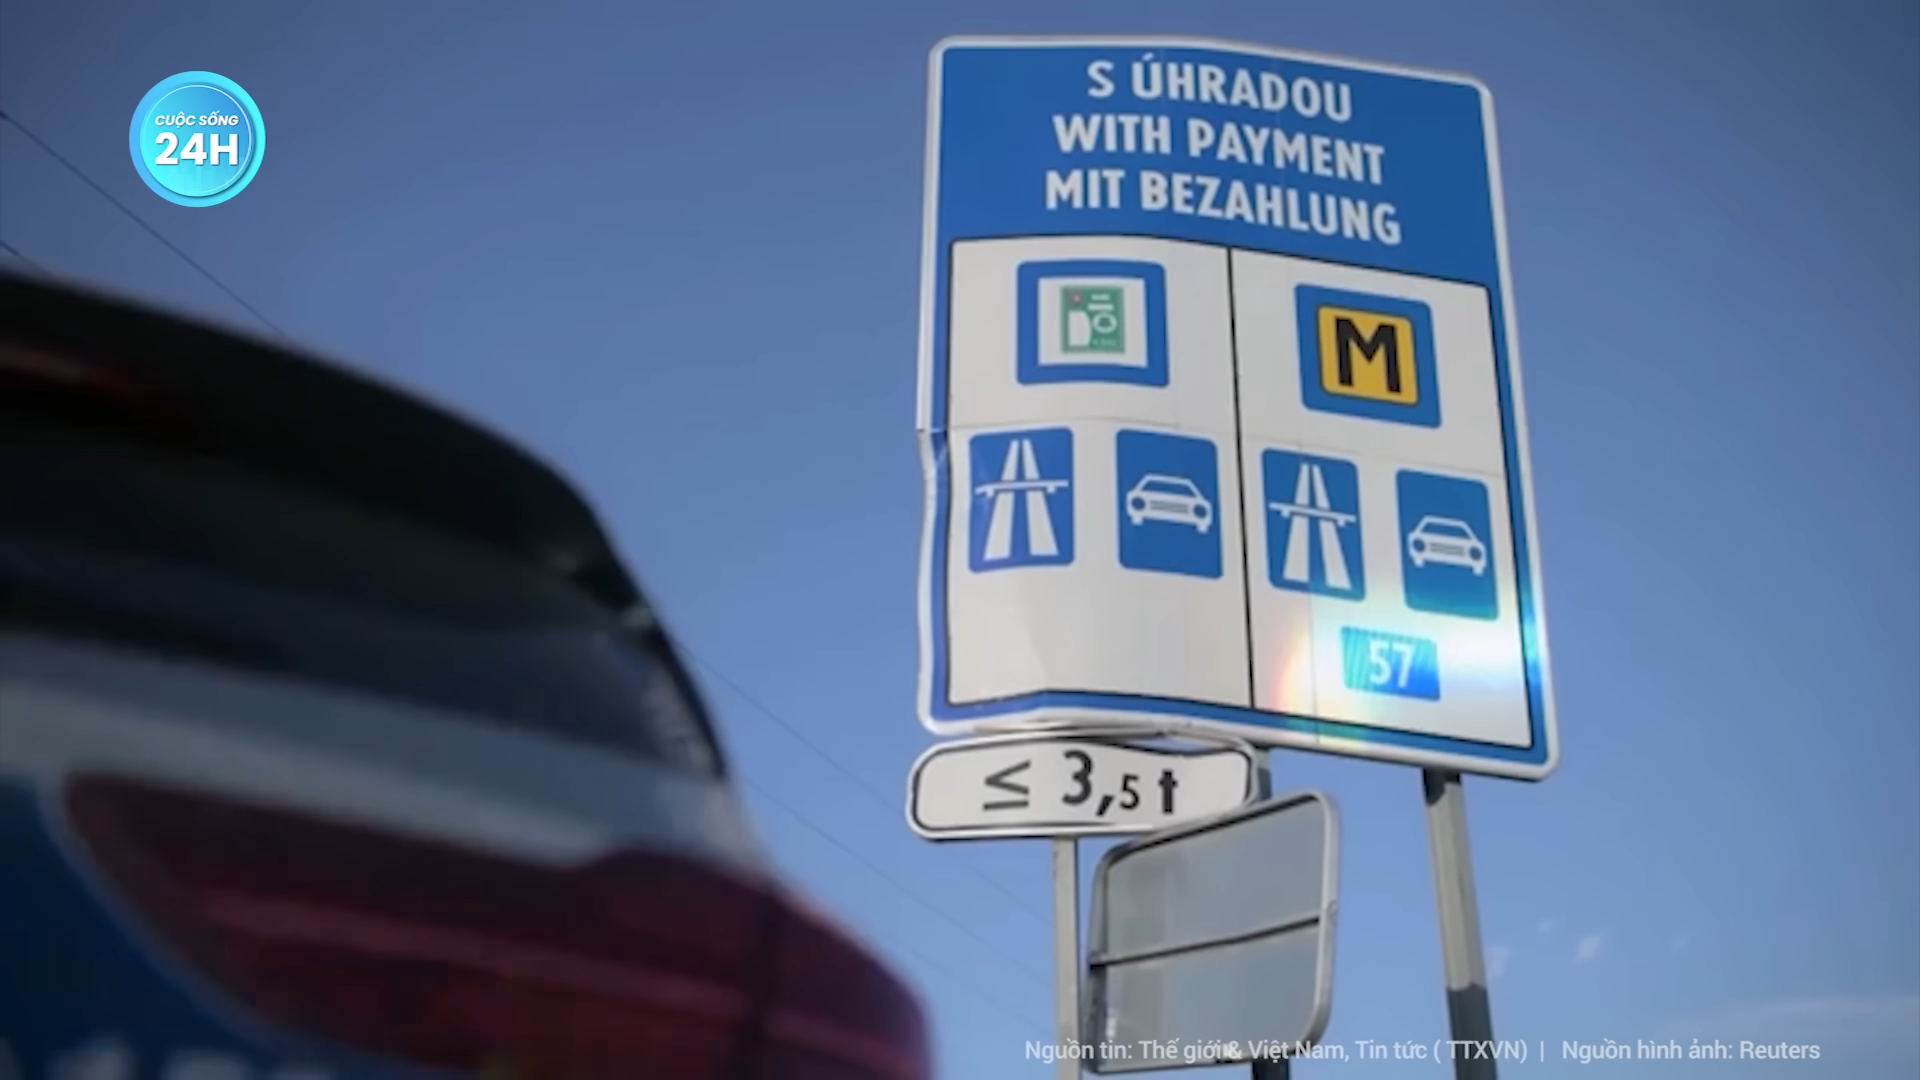 CUỘC SỐNG
24H
S ÚHRADOU
WITH PAYMENT
MIT BEZAHLUNG
M
57
≤ 3,5 t
Nguồn tin: Thế giới & Việt Nam, Tin tức ( TTXVN) | Nguồn hình ảnh: Reuters